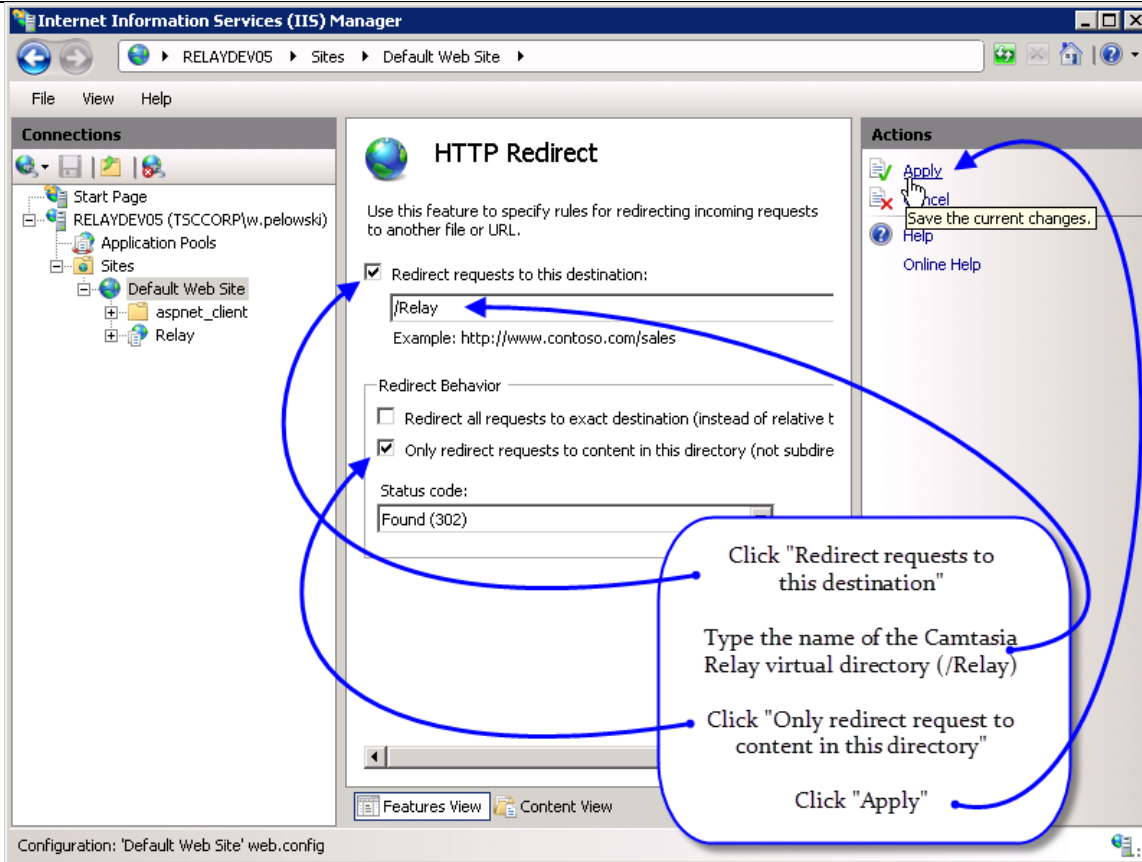 Internet Information Services (IIS) Manager
RELAYDEV05 Sites Default Web Site
File View Help
Connections
Start Page
RELAYDEV05 (TSCCORP\w.pelowski)
Application Pools
Sites
Default Web Site
aspnet_client
Relay
HTTP Redirect
Use this feature to specify rules for redirecting incoming requests
to another file or URL.
Redirect requests to this destination:
/Relay
Example: http://www.contoso.com/sales
Redirect Behavior
Redirect all requests to exact destination (instead of relative t
Only redirect requests to content in this directory (not subdire
Status code:
Found (302)
Features View Content View
Actions
Apply
Save the current changes.
Help
Online Help
Click "Redirect requests to
this destination"
Type the name of the Camtasia
Relay virtual directory (/Relay)
Click "Only redirect request to
content in this directory"
Click "Apply"
Configuration: 'Default Web Site' web.config